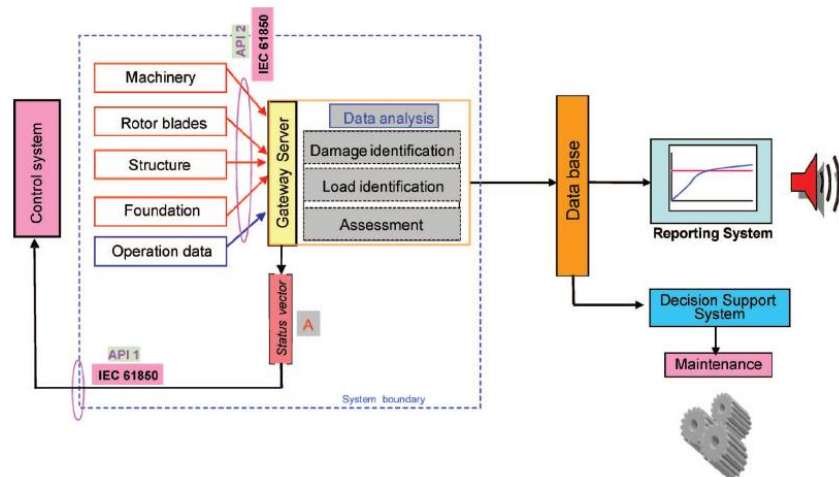 API 2
IEC 61850
Machinery
Rotor blades
Structure
Foundation
Operation data
Control system
Gateway Server
Data analysis
Damage identification
Load identification
Assessment
Status vector
A
API 1
IEC 61850
System boundary
Data base
Reporting System
Decision Support
System
Maintenance